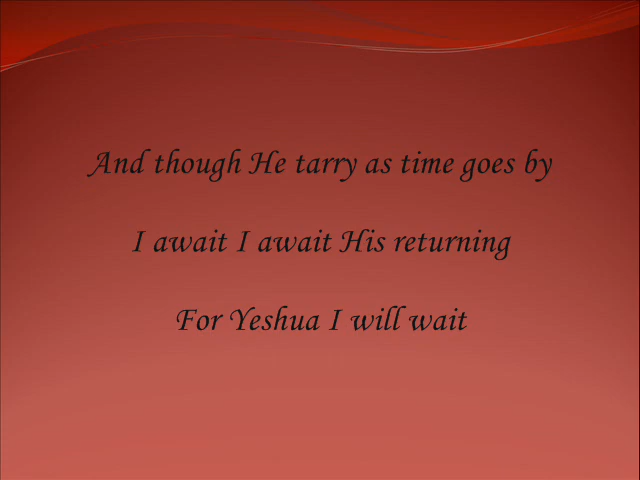 And though He tarry as time goes by
I await I await His returning
For Yeshua I will wait